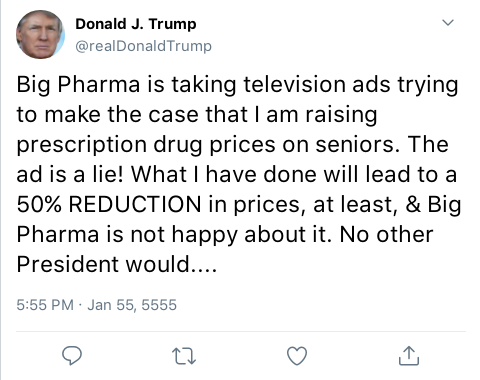 Donald J. Trump
@realDonaldTrump
Big Pharma is taking television ads trying
to make the case that I am raising
prescription drug prices on seniors. The
ad is a lie! What I have done will lead to a
50% REDUCTION in prices, at least, & Big
Pharma is not happy about it. No other
President would....
5:55 PM · Jan 55, 5555